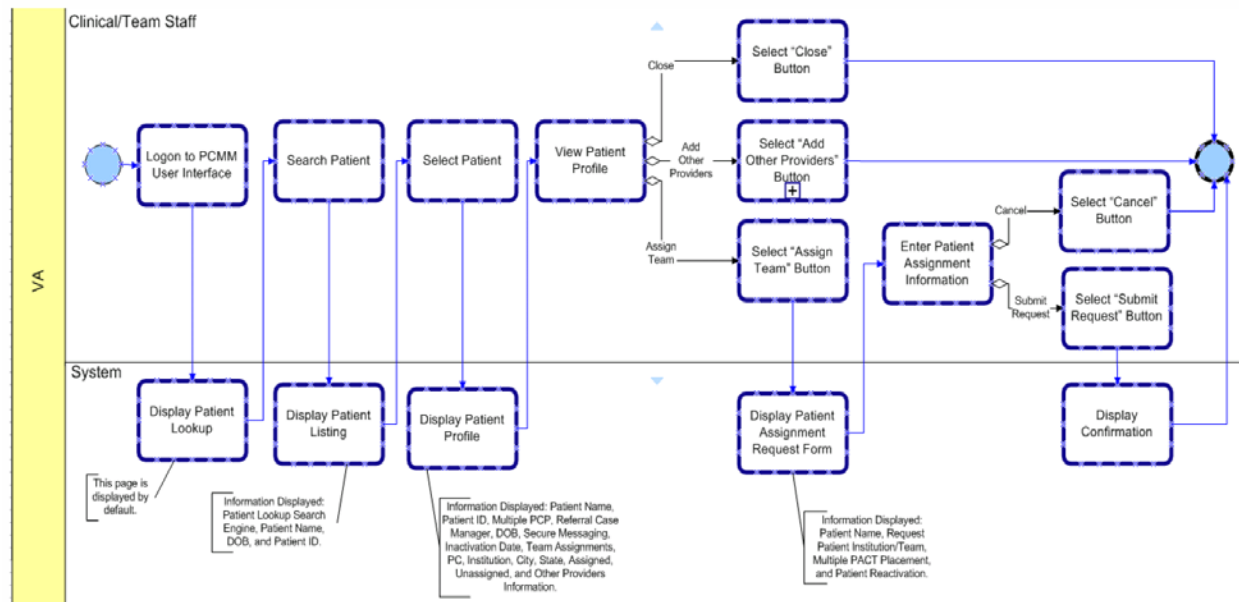 Clinical/Team Staff
VA
Logon to PCMM
User Interface
Search Patient
Select Patient
View Patient
Profile
Close
Add
Other
Providers
Assign
Team
Select “Close”
Button
Select “Add
Other Providers”
Button
+
Select “Assign
Team” Button
Enter Patient
Assignment
Information
Cancel
Submit
Request
Select “Cancel”
Button
Select “Submit
Request” Button
System
Display Patient
Lookup
Display Patient
Listing
Display Patient
Profile
Display Patient
Assignment
Request Form
Display
Confirmation
This page is
displayed by
default.
Information Displayed:
Patient Lookup Search
Engine, Patient Name,
DOB, and Patient ID.
Information Displayed: Patient Name,
Patient ID, Multiple PCP, Referral Case
Manager, DOB, Secure Messaging,
Inactivation Date, Team Assignments,
PC, Institution, City, State, Assigned,
Unassigned, and Other Providers
Information.
Information Displayed:
Patient Name, Request
Patient Institution/Team,
Multiple PACT Placement,
and Patient Reactivation.